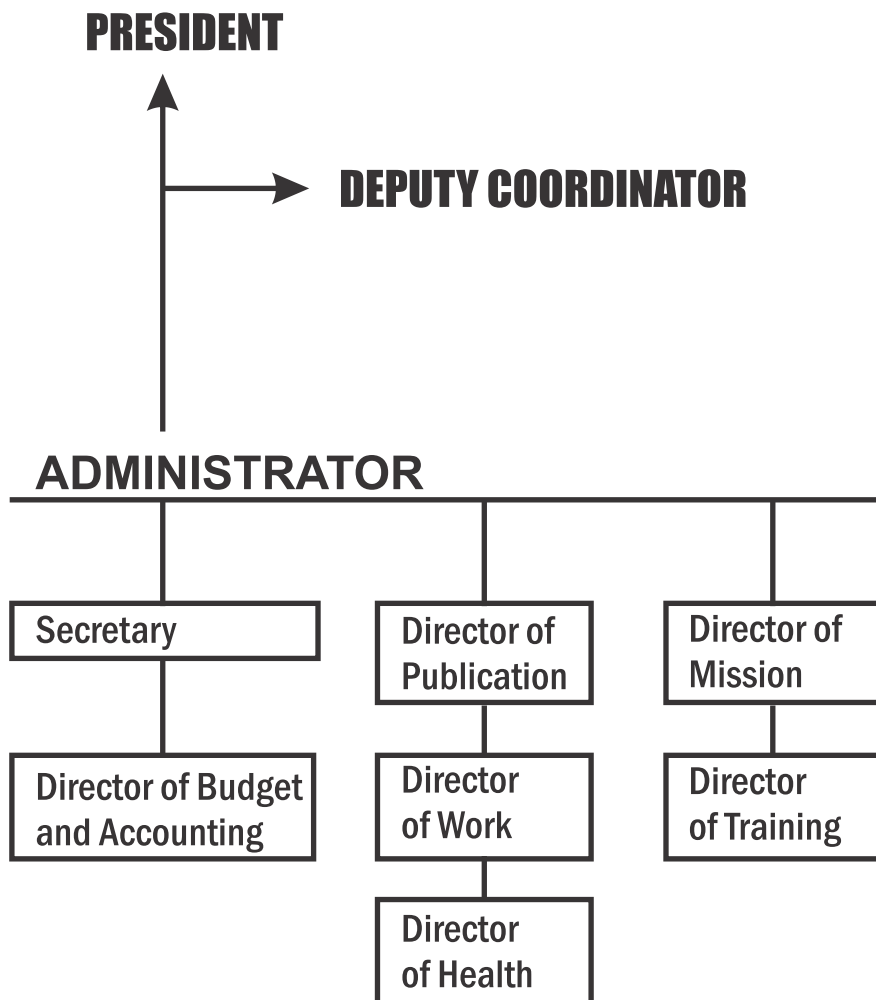 PRESIDENT
DEPUTY COORDINATOR
ADMINISTRATOR
Secretary
Director of
Publication
Director of
Mission
Director of Budget
and Accounting
Director
of Work
Director
of Training
Director
of Health